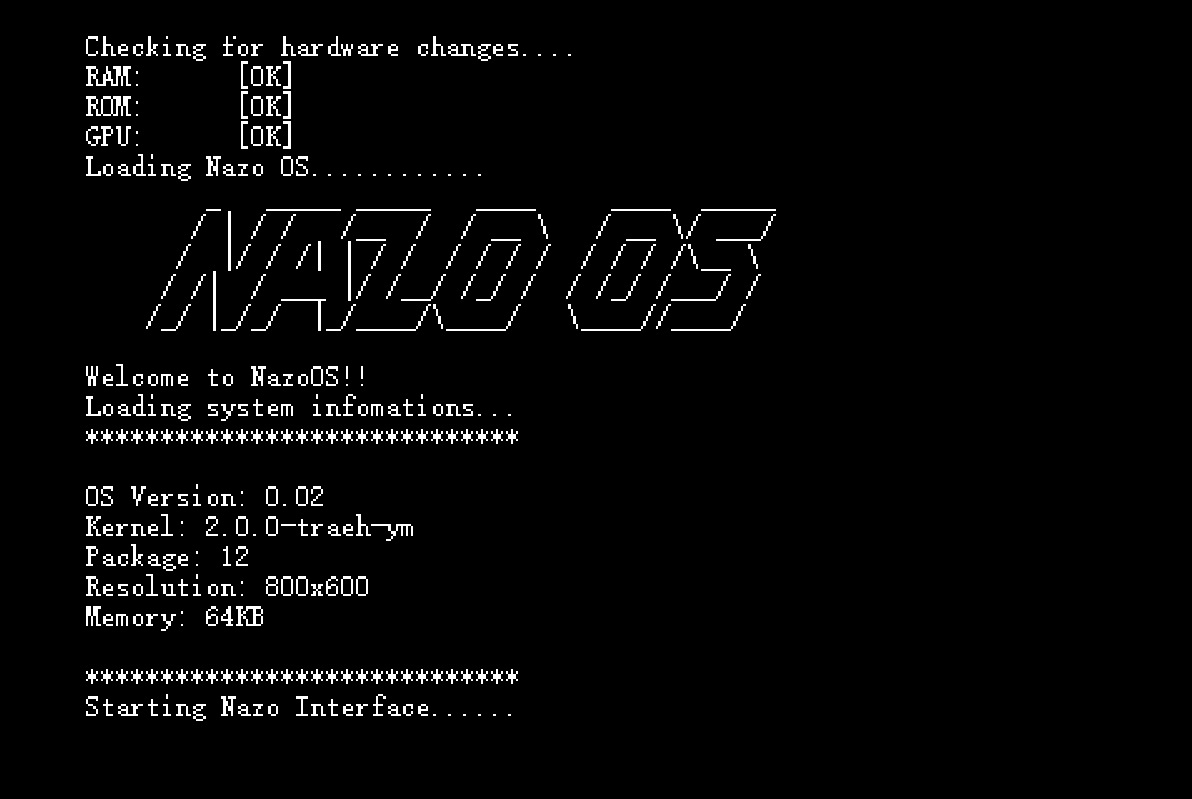 Checking for hardware changes....
RAM: [OK]
ROM: [OK]
GPU: [OK]
Loading Nazo OS............
NAZO OS
Welcome to NazoOS!!
Loading system infomations...
*****************************
OS Version: 0.02
Kernel: 2.0.0-traeh-ym
Package: 12
Resolution: 800x600
Memory: 64KB
*****************************
Starting Nazo Interface......